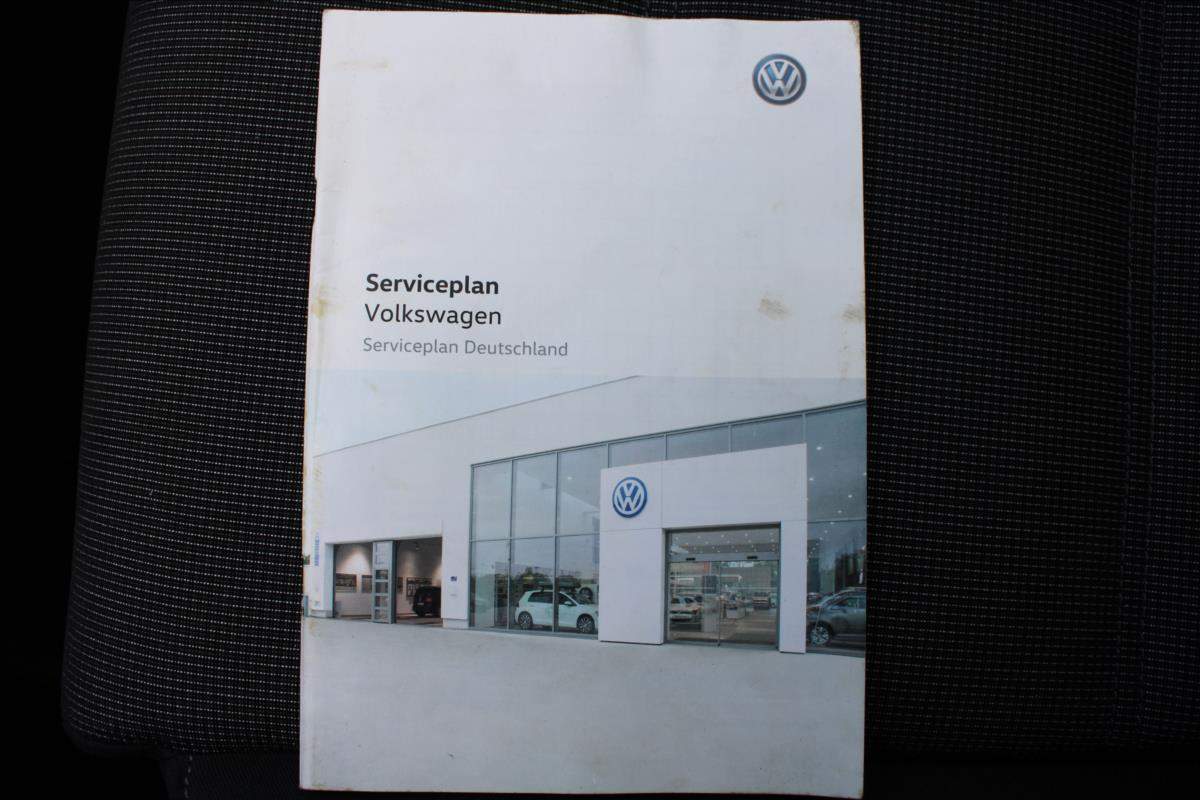 Serviceplan
Volkswagen
Serviceplan Deutschland